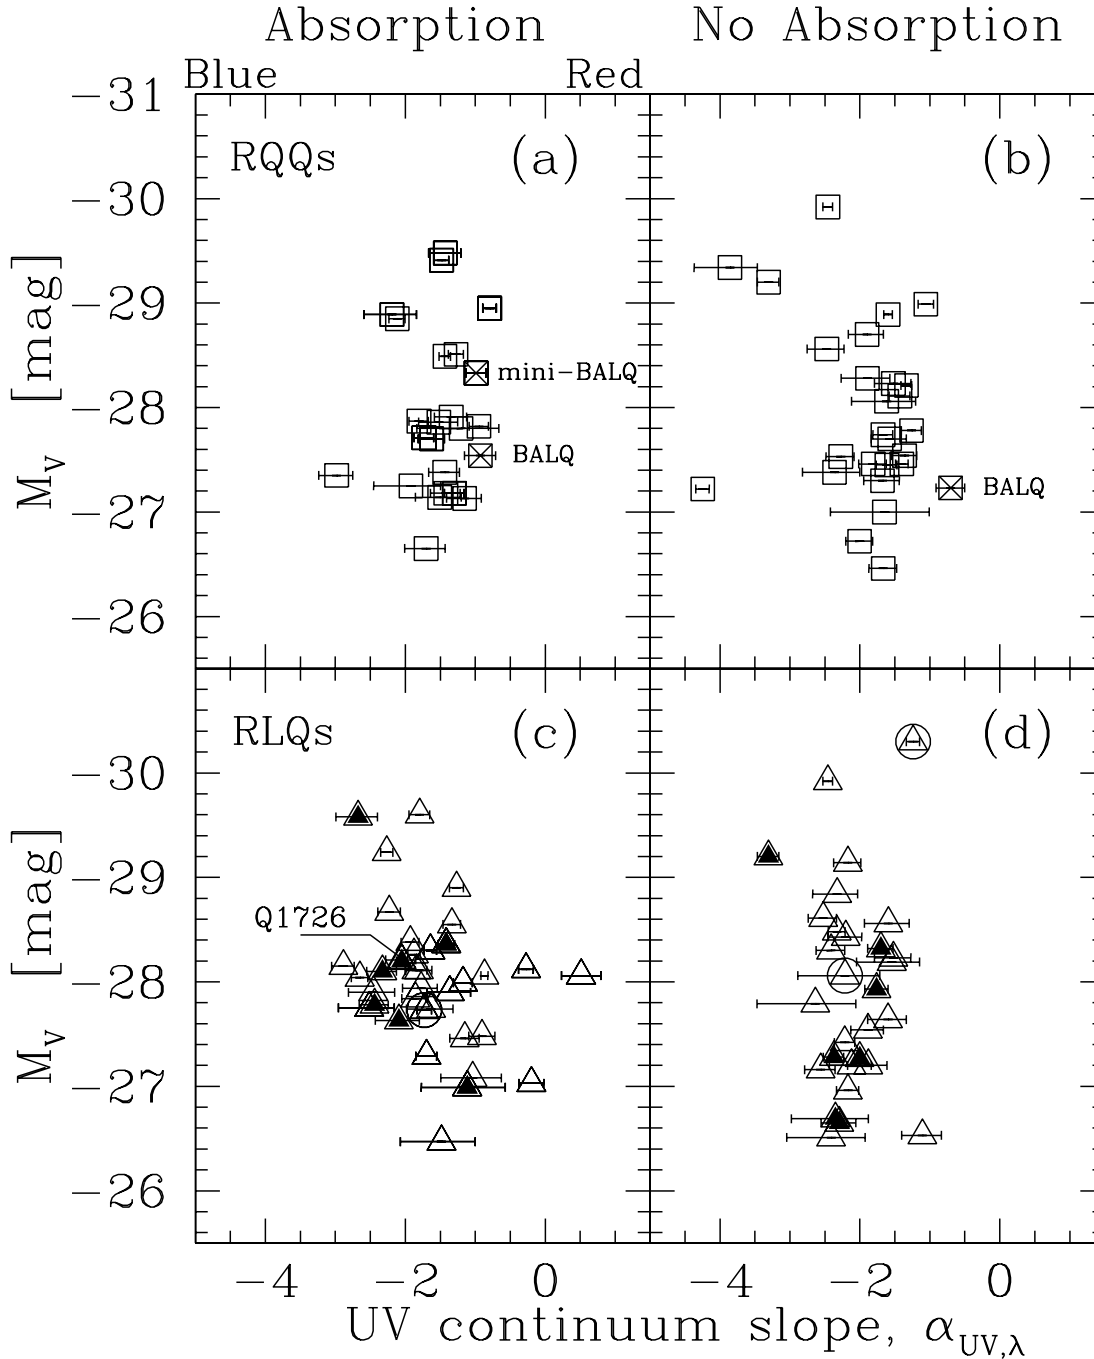 Absorption No Absorption
Blue Red
−31
RQQs (a) (b)
−30
−29
mini−BALQ
−28
BALQ
BALQ
−27
−26
M_V [mag]
RLQs (c) (d)
−30
−29
Q1726
−28
−27
−26
M_V [mag]
−4 −2 0 −4 −2 0
UV continuum slope, α_UV,λ